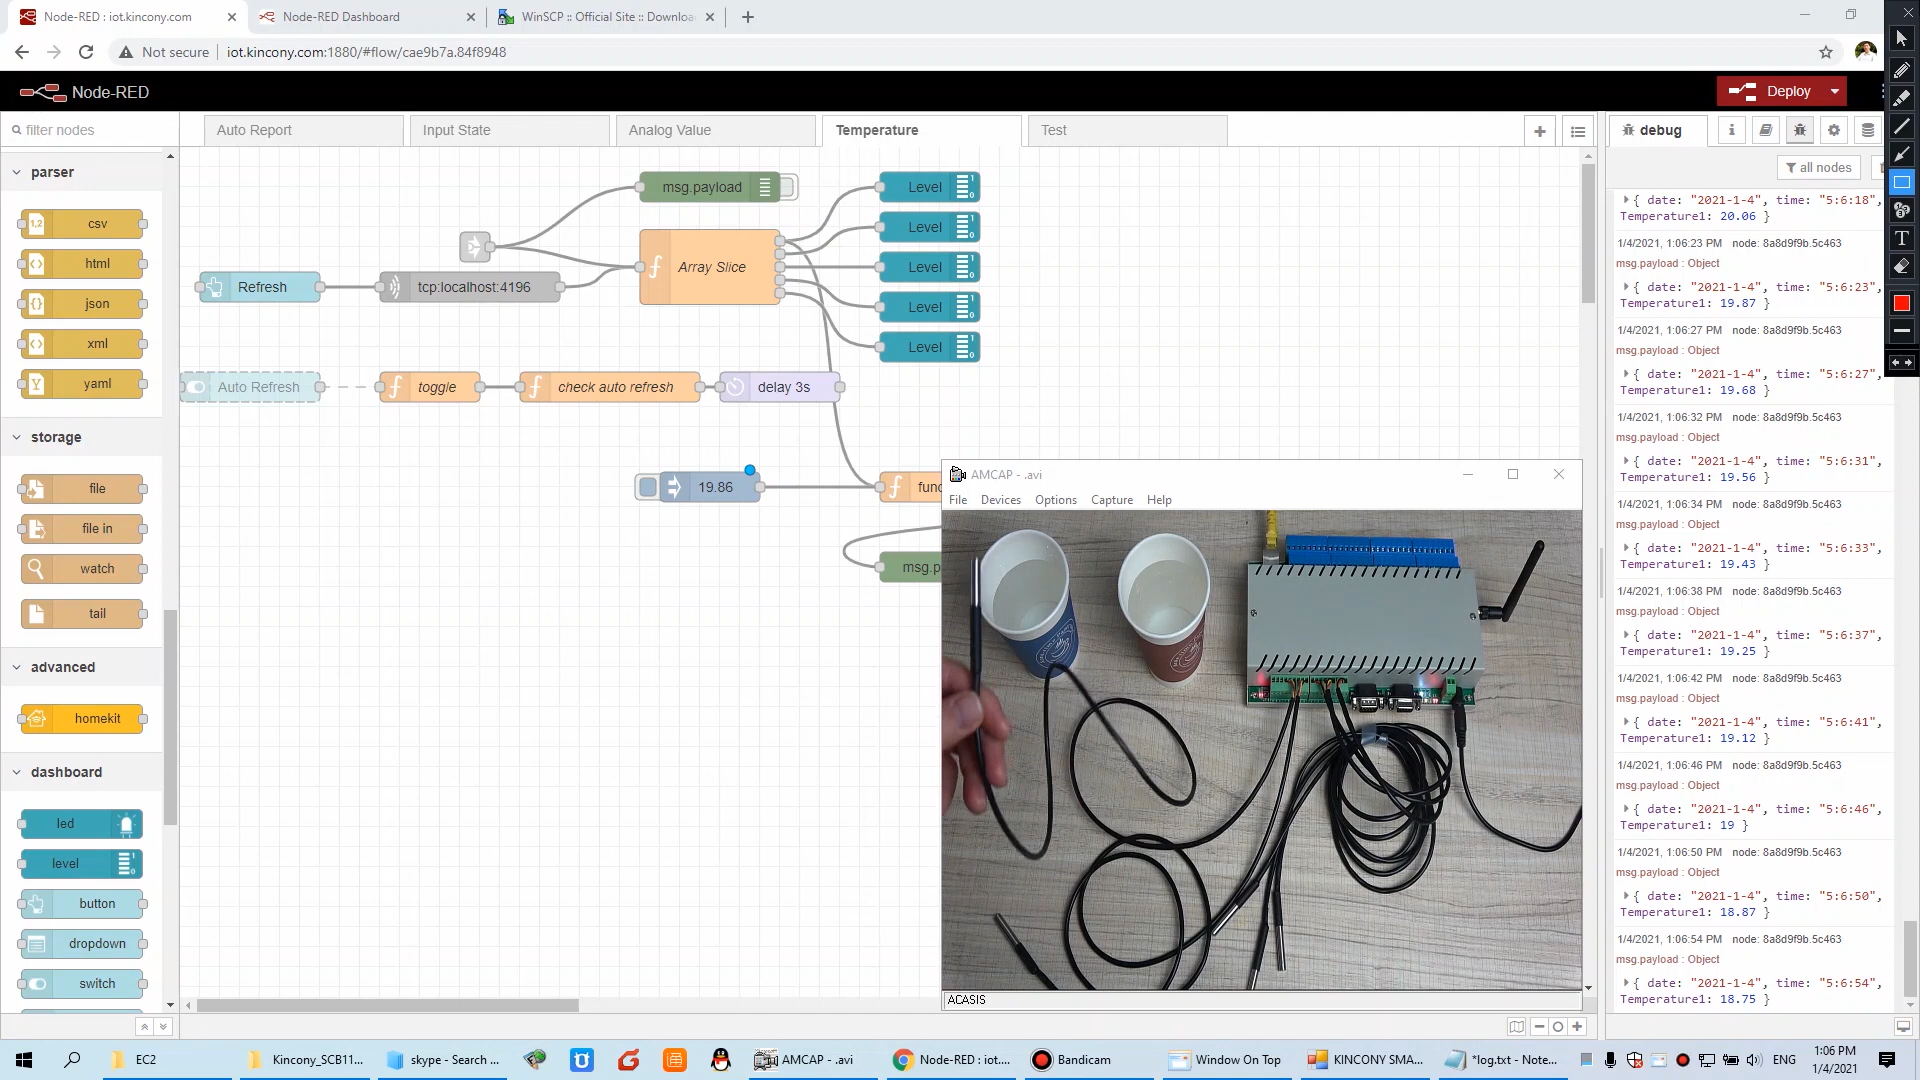 Node-RED : iot.kincony.com
Node-RED Dashboard
WinSCP :: Official Site :: Downloa
Not secure
iot.kincony.com:1880/#flow/cae9b7a.84f8948
Node-RED
Deploy
filter nodes
Auto Report
Input State
Analog Value
Temperature
Test
debug
all nodes
parser
csv
html
json
xml
yaml
storage
file
file in
watch
tail
advanced
homekit
dashboard
led
level
button
dropdown
switch
msg.payload
Array Slice
Refresh
tcp:localhost:4196
Level
Level
Level
Level
Level
Auto Refresh
toggle
check auto refresh
delay 3s
19.86
func
msg.p
AMCAP - .avi
File Devices Options Capture Help
ACASIS
{ date: "2021-1-4", time: "5:6:18",
Temperature1: 20.06 }
1/4/2021, 1:06:23 PM node: 8a8d9f9b.5c463
msg.payload : Object
{ date: "2021-1-4", time: "5:6:23",
Temperature1: 19.87 }
1/4/2021, 1:06:27 PM node: 8a8d9f9b.5c463
msg.payload : Object
{ date: "2021-1-4", time: "5:6:27",
Temperature1: 19.68 }
1/4/2021, 1:06:32 PM node: 8a8d9f9b.5c463
msg.payload : Object
{ date: "2021-1-4", time: "5:6:31",
Temperature1: 19.56 }
1/4/2021, 1:06:34 PM node: 8a8d9f9b.5c463
msg.payload : Object
{ date: "2021-1-4", time: "5:6:33",
Temperature1: 19.43 }
1/4/2021, 1:06:38 PM node: 8a8d9f9b.5c463
msg.payload : Object
{ date: "2021-1-4", time: "5:6:37",
Temperature1: 19.25 }
1/4/2021, 1:06:42 PM node: 8a8d9f9b.5c463
msg.payload : Object
{ date: "2021-1-4", time: "5:6:41",
Temperature1: 19.12 }
1/4/2021, 1:06:46 PM node: 8a8d9f9b.5c463
msg.payload : Object
{ date: "2021-1-4", time: "5:6:46",
Temperature1: 19 }
1/4/2021, 1:06:50 PM node: 8a8d9f9b.5c463
msg.payload : Object
{ date: "2021-1-4", time: "5:6:50",
Temperature1: 18.87 }
1/4/2021, 1:06:54 PM node: 8a8d9f9b.5c463
msg.payload : Object
{ date: "2021-1-4", time: "5:6:54",
Temperature1: 18.75 }
EC2
Kincony_SCB11...
skype - Search ...
AMCAP - .avi
Node-RED : iot....
Bandicam
Window On Top
KINCONY SMA...
*log.txt - Note...
ENG
1:06 PM
1/4/2021